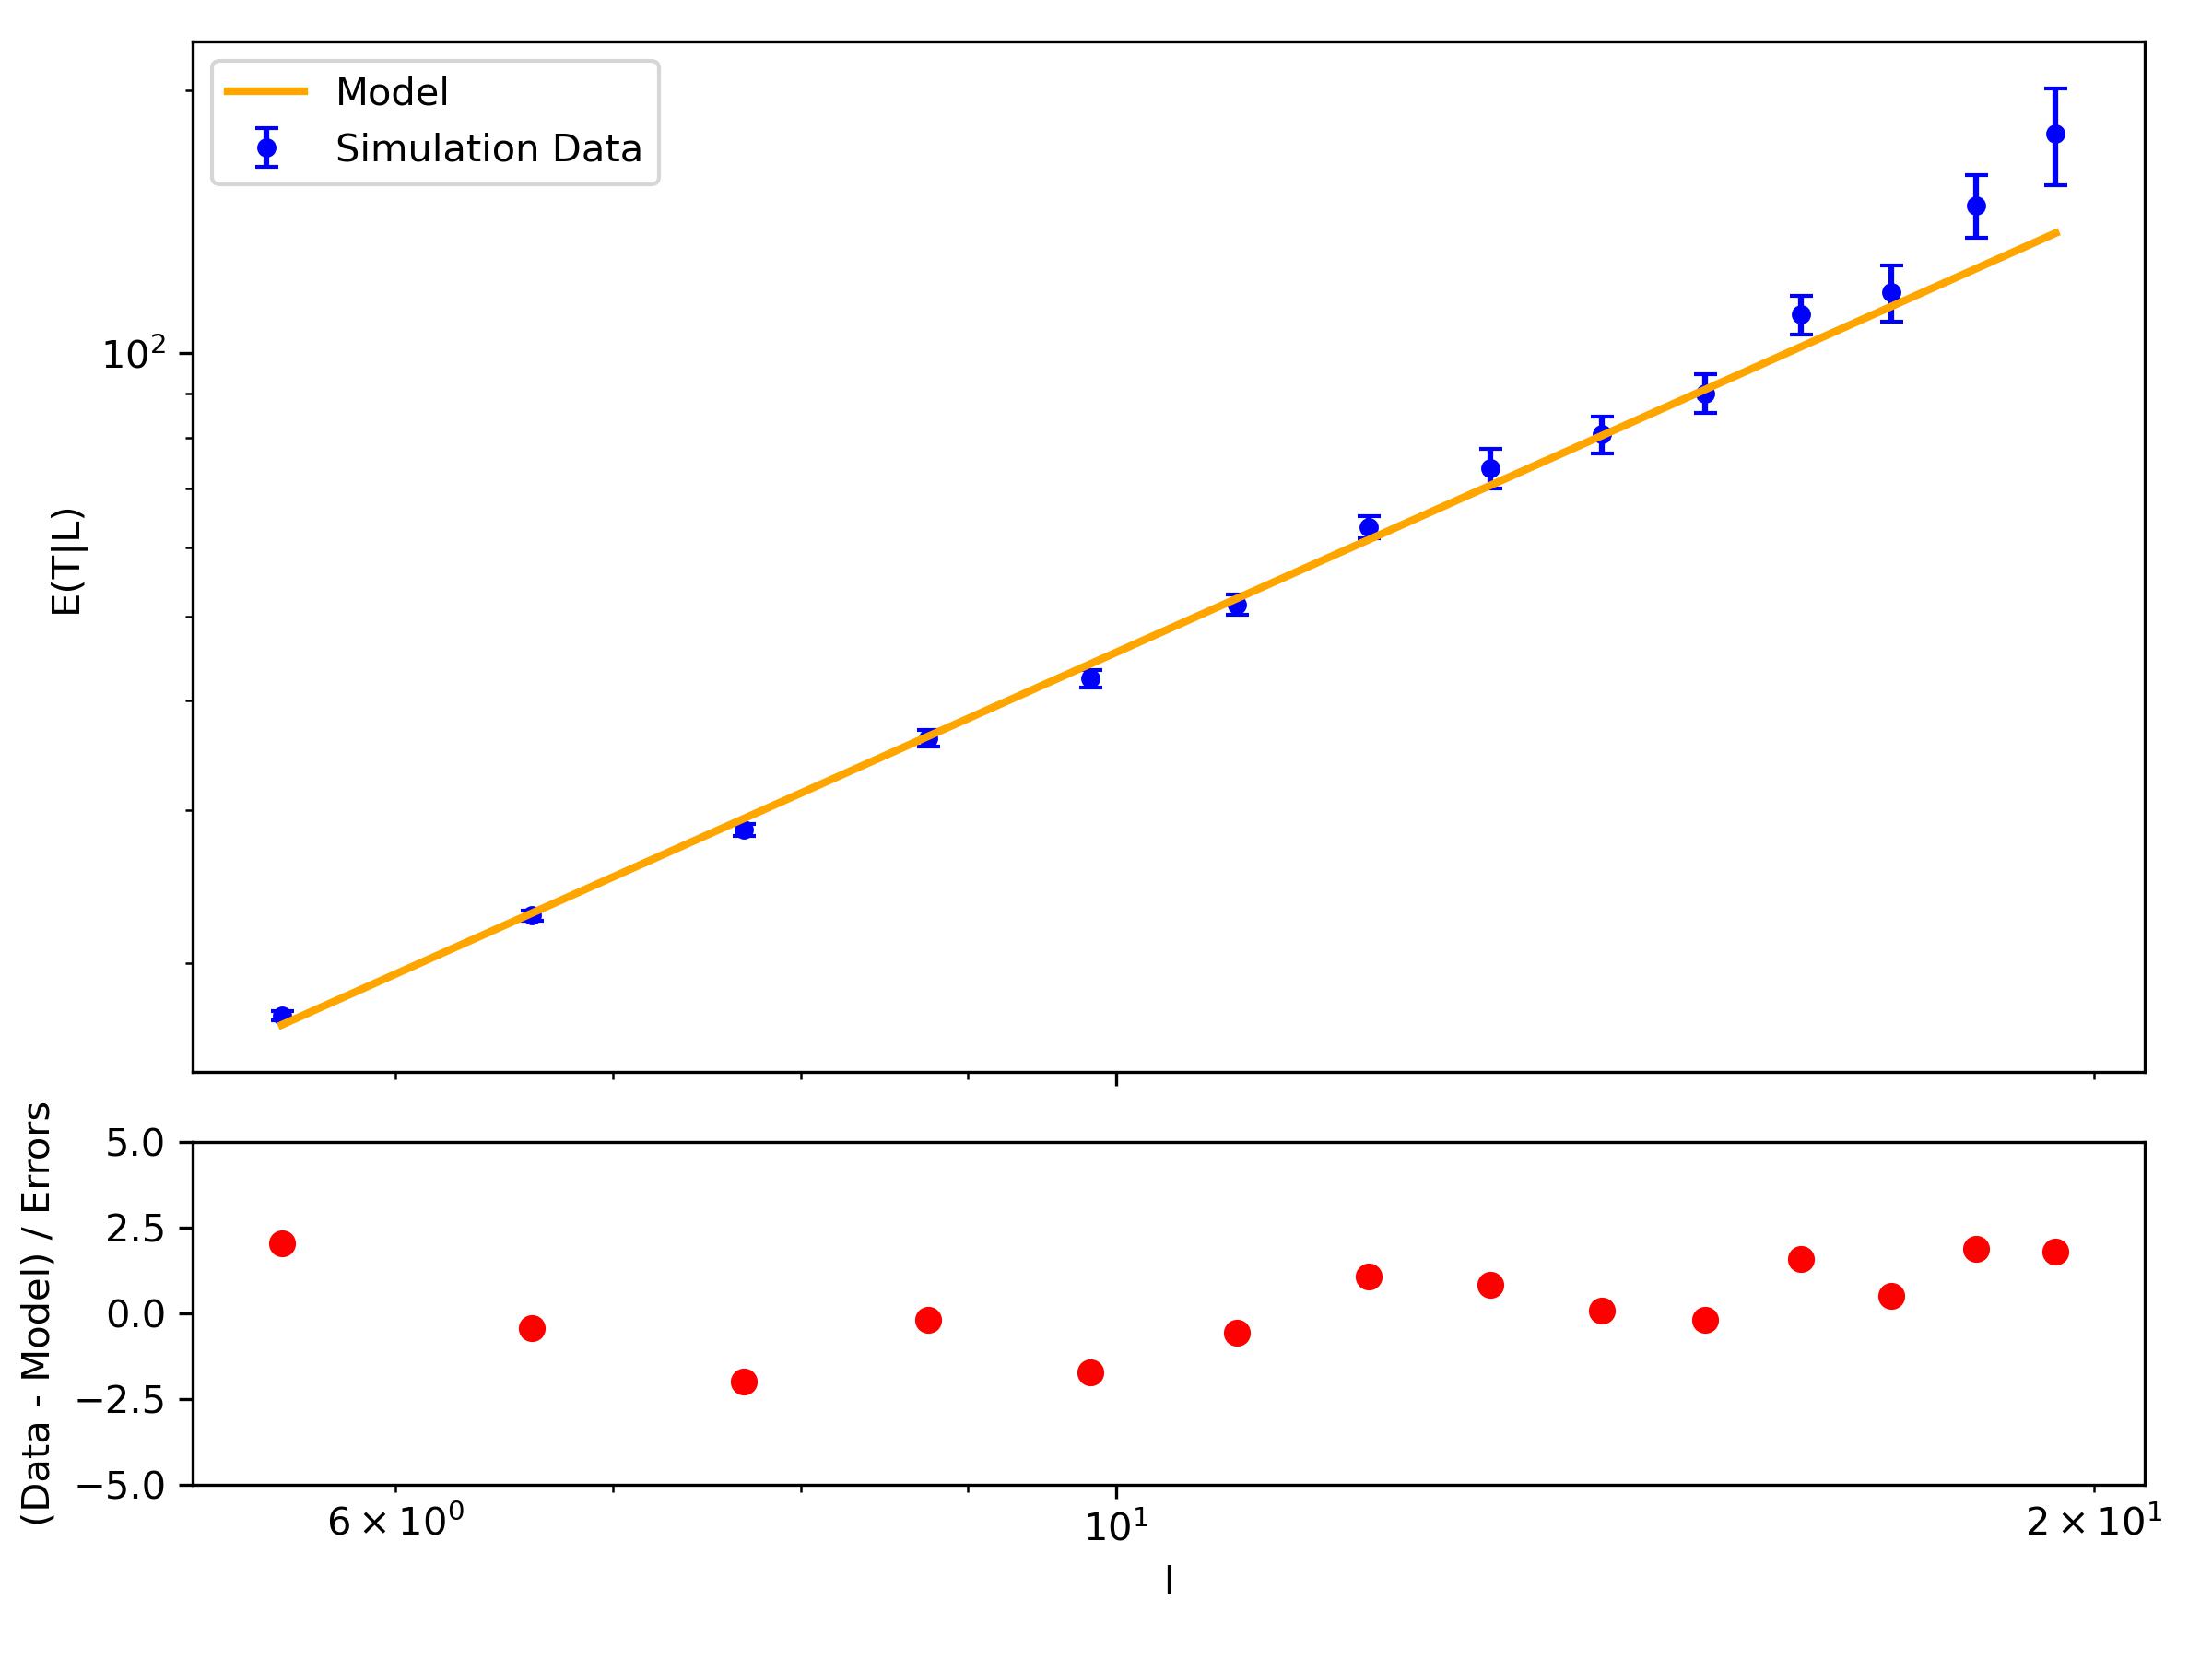 Model
Simulation Data
10²
E(T|L)
5.0
2.5
0.0
−2.5
−5.0
(Data - Model) / Errors
6 × 10⁰
10¹
2 × 10¹
l